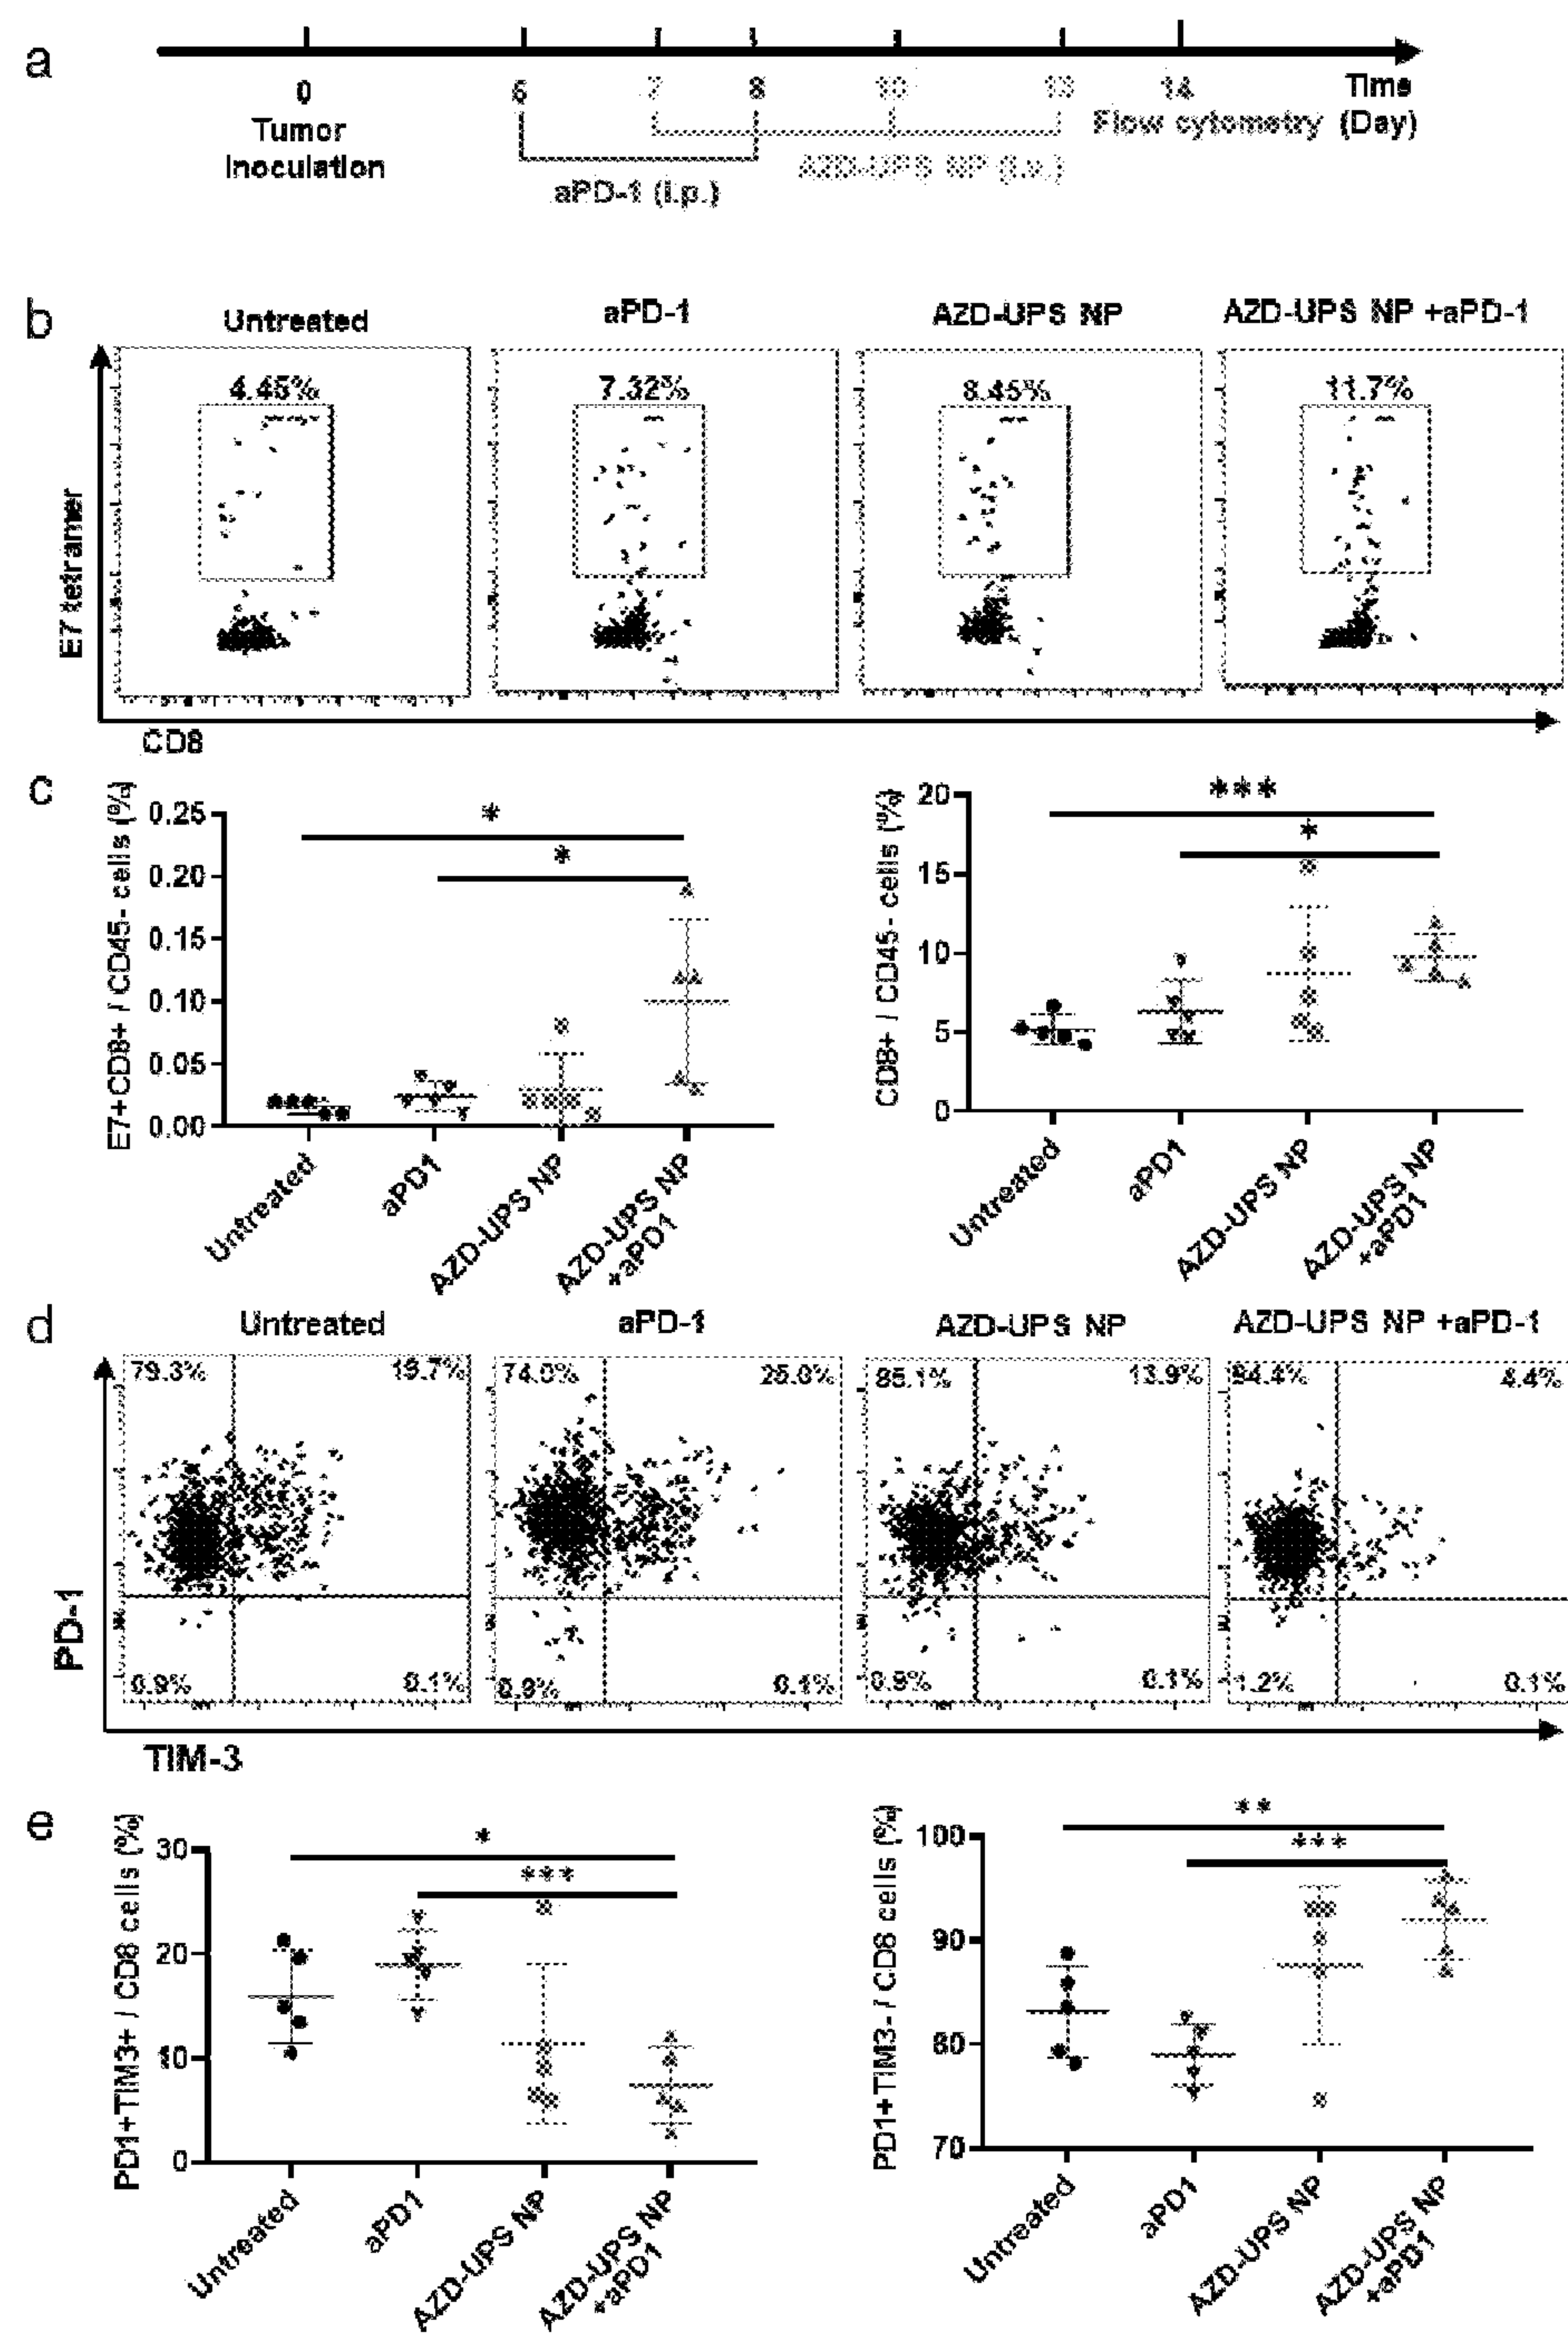 a
0 6 7 8 10 13 14 Time
Tumor Flow cytometry (Day)
Inoculation
AZD-UPS NP (i.v.)
aPD-1 (i.p.)
b
Untreated aPD-1 AZD-UPS NP AZD-UPS NP +aPD-1
4.45% 7.32% 8.45% 11.7%
E7 tetramer
CD8
c
E7+CD8+ / CD45- cells (%)
0.25
0.20
0.15
0.10
0.05
0.00
*
*
Untreated
aPD1
AZD-UPS NP
AZD-UPS NP
+aPD1
CD8+ / CD45- cells (%)
20
15
10
5
0
***
*
Untreated
aPD1
AZD-UPS NP
AZD-UPS NP
+aPD1
d
Untreated aPD-1 AZD-UPS NP AZD-UPS NP +aPD-1
79.3% 19.7% 74.0% 25.0% 85.1% 13.9% 94.4% 4.4%
PD-1
0.9% 0.1% 0.9% 0.1% 0.9% 0.1% 1.2% 0.1%
TIM-3
e
PD1+TIM3+ / CD8 cells (%)
30
20
10
0
*
***
Untreated
aPD1
AZD-UPS NP
AZD-UPS NP
+aPD1
PD1+TIM3- / CD8 cells (%)
100
90
80
70
**
***
Untreated
aPD1
AZD-UPS NP
AZD-UPS NP
+aPD1